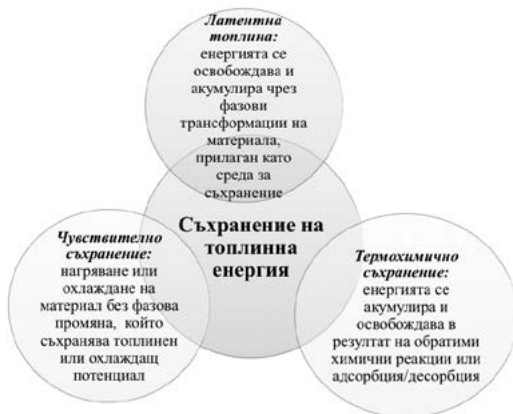 Латентна
топлина:
енергията се
освобождава и
акумулира чрез
фазови
трансформации на
материала,
прилаган като
среда за
съхранение
Съхранение на
топлинна
енергия
Чувствително
съхранение:
нагряване или
охлаждане на
материал без фазова
промяна, който
съхранява топлинен
или охлаждащ
потенциал
Термохимично
съхранение:
енергията се
акумулира и
освобождава в
резултат на обратими
химични реакции или
адсорбция/десорбция